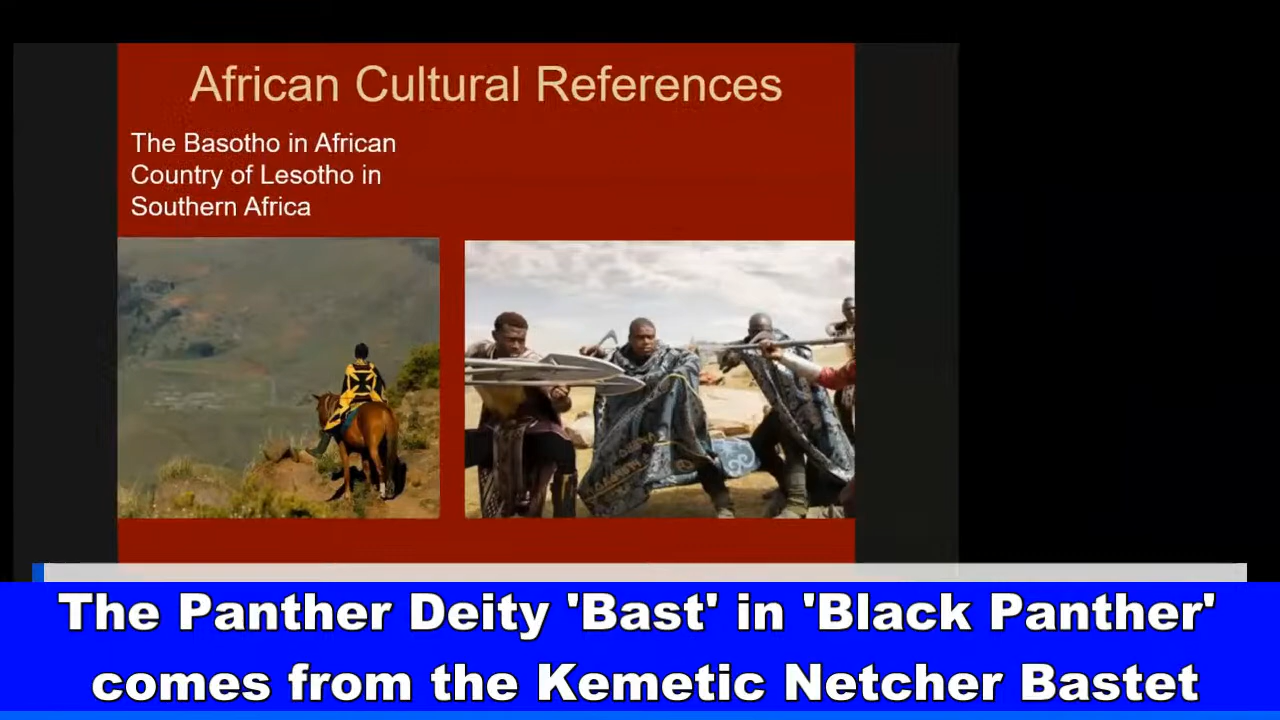 African Cultural References
The Basotho in African
Country of Lesotho in
Southern Africa
The Panther Deity 'Bast' in 'Black Panther'
comes from the Kemetic Netcher Bastet